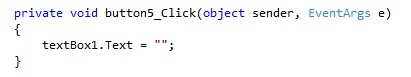 private void button5_Click(object sender, EventArgs e)
{
    textBox1.Text = "";
}